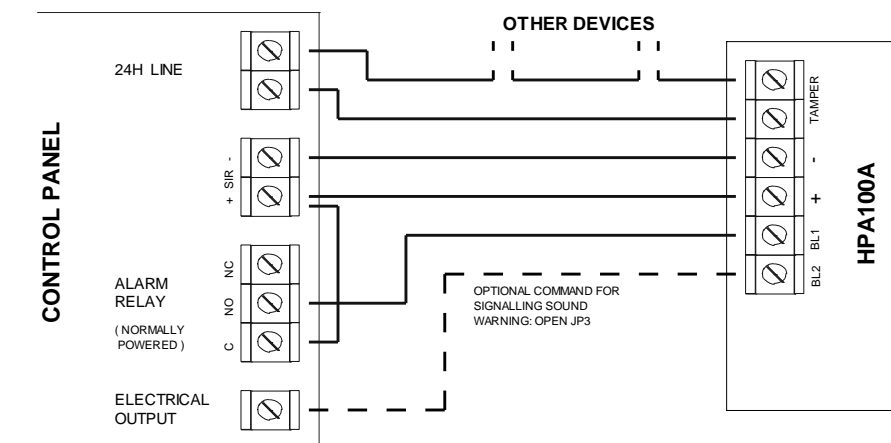 OTHER DEVICES
CONTROL PANEL
24H LINE
+ SIR -
ALARM
RELAY
( NORMALLY
POWERED )
NC
NO
C
ELECTRICAL
OUTPUT
OPTIONAL COMMAND FOR
SIGNALLING SOUND
WARNING: OPEN JP3
TAMPER
-
+
BL1
BL2
HPA100A